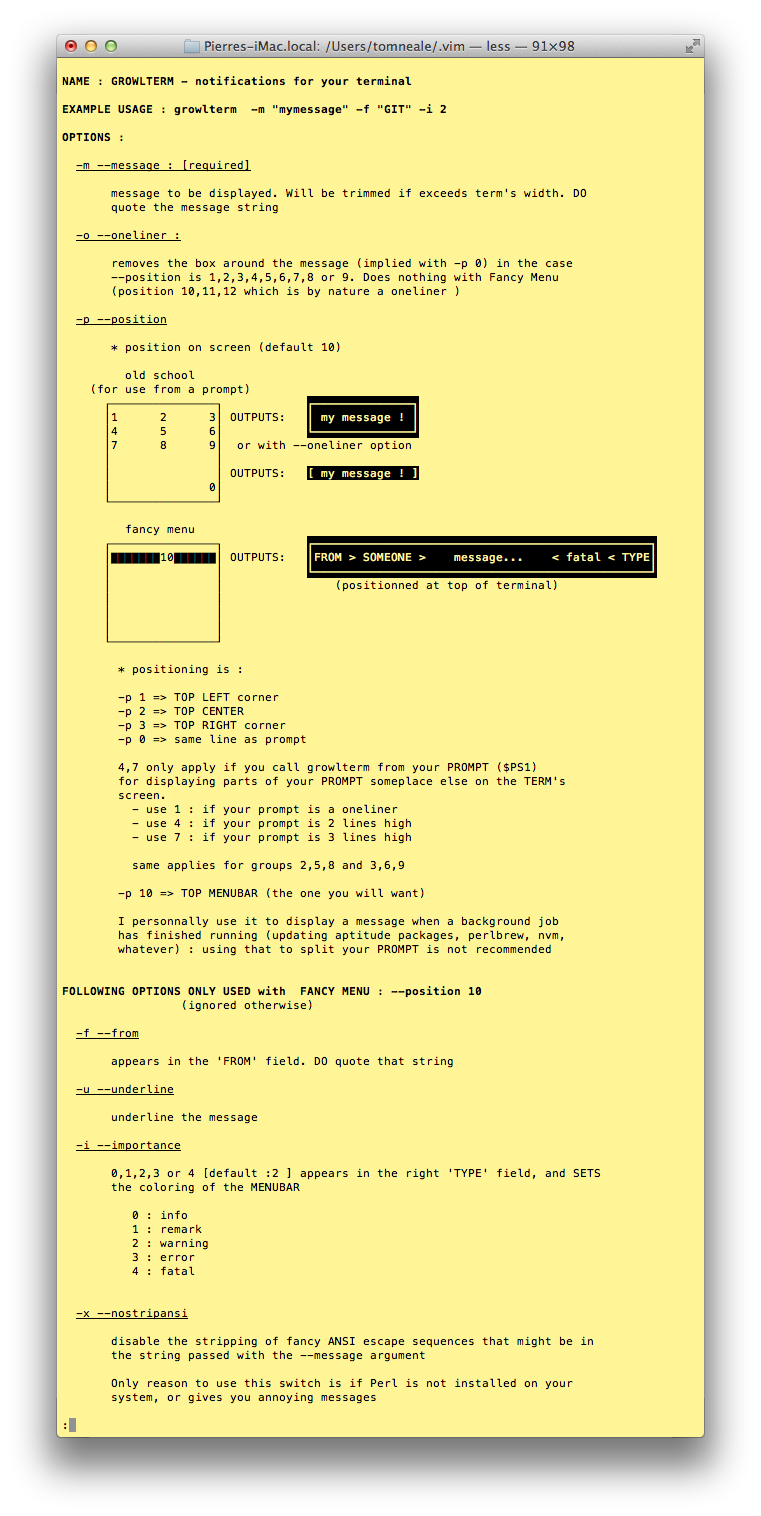 Pierres-iMac.local: /Users/tomneale/.vim — less — 91×98
NAME : GROWLTERM - notifications for your terminal
EXAMPLE USAGE : growlterm  -m "mymessage" -f "GIT" -i 2
OPTIONS :
-m --message : [required]
message to be displayed. Will be trimmed if exceeds term's width. DO
quote the message string
-o --oneliner :
removes the box around the message (implied with -p 0) in the case
--position is 1,2,3,4,5,6,7,8 or 9. Does nothing with Fancy Menu
(position 10,11,12 which is by nature a oneliner )
-p --position
* position on screen (default 10)
old school
(for use from a prompt)
1 2 3 OUTPUTS: my message !
4 5 6
7 8 9 or with --oneliner option
OUTPUTS: [ my message ! ]
0
fancy menu
10 OUTPUTS: FROM > SOMEONE > message... < fatal < TYPE
(positionned at top of terminal)
* positioning is :
-p 1 => TOP LEFT corner
-p 2 => TOP CENTER
-p 3 => TOP RIGHT corner
-p 0 => same line as prompt
4,7 only apply if you call growlterm from your PROMPT ($PS1)
for displaying parts of your PROMPT someplace else on the TERM's
screen.
- use 1 : if your prompt is a oneliner
- use 4 : if your prompt is 2 lines high
- use 7 : if your prompt is 3 lines high
same applies for groups 2,5,8 and 3,6,9
-p 10 => TOP MENUBAR (the one you will want)
I personnally use it to display a message when a background job
has finished running (updating aptitude packages, perlbrew, nvm,
whatever) : using that to split your PROMPT is not recommended
FOLLOWING OPTIONS ONLY USED with  FANCY MENU : --position 10
(ignored otherwise)
-f --from
appears in the 'FROM' field. DO quote that string
-u --underline
underline the message
-i --importance
0,1,2,3 or 4 [default :2 ] appears in the right 'TYPE' field, and SETS
the coloring of the MENUBAR
0 : info
1 : remark
2 : warning
3 : error
4 : fatal
-x --nostripansi
disable the stripping of fancy ANSI escape sequences that might be in
the string passed with the --message argument
Only reason to use this switch is if Perl is not installed on your
system, or gives you annoying messages
: